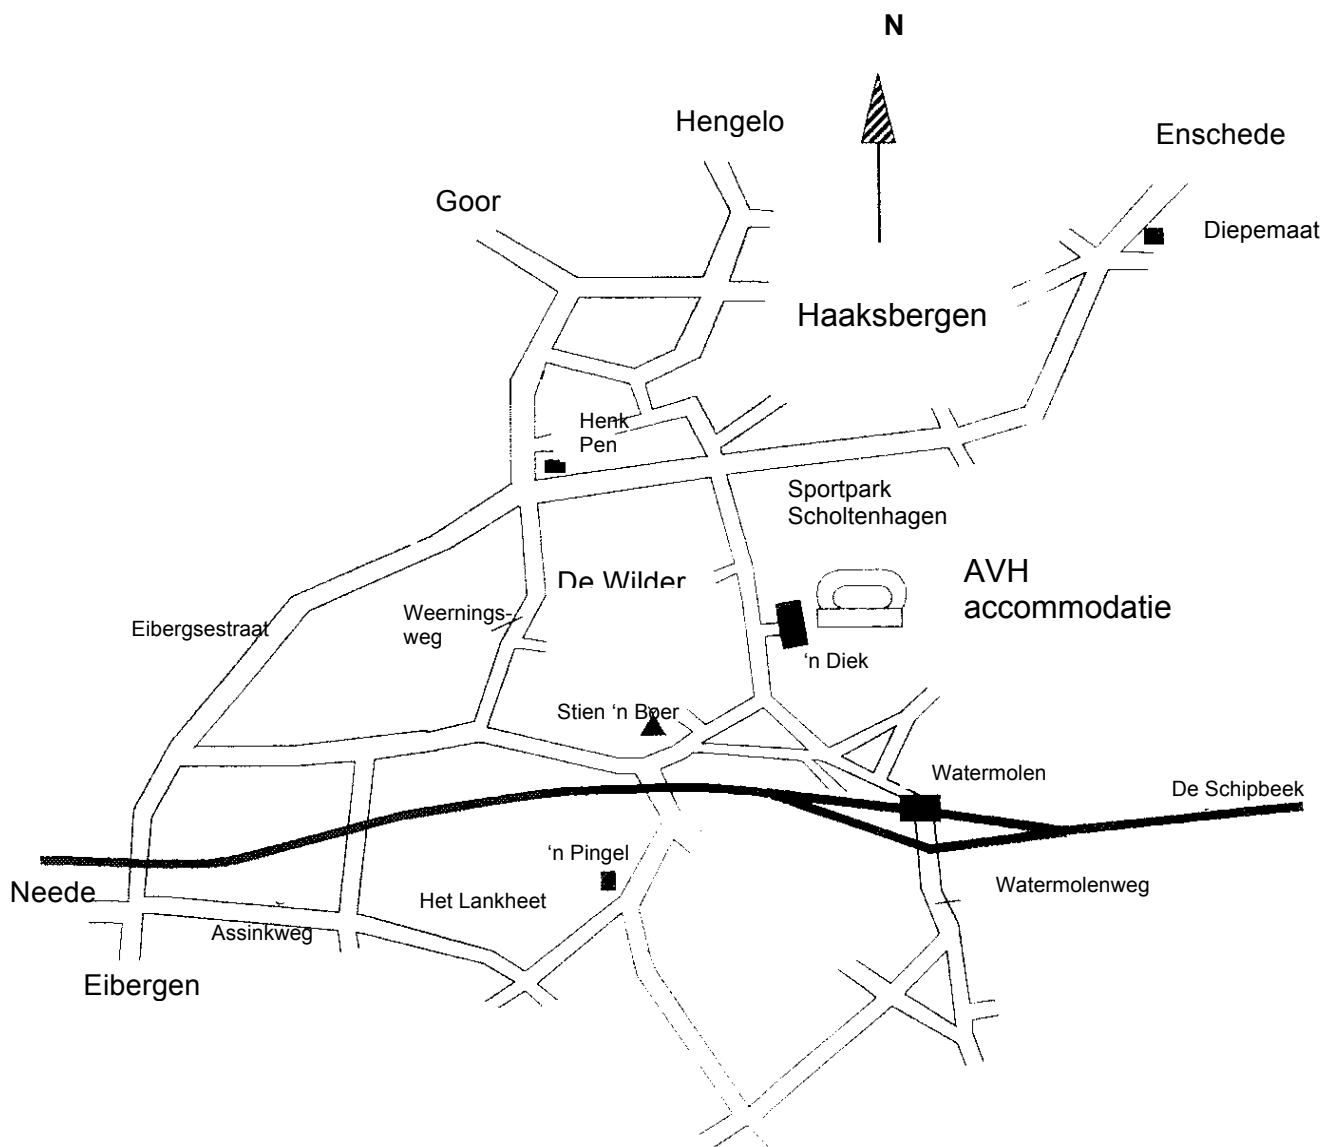 N
Hengelo
Enschede
Goor
Diepemaat
Haaksbergen
Henk
Pen
Sportpark
Scholtenhagen
De Wilder
AVH
accommodatie
Weernings-
weg
Eibergsestraat
'n Diek
Stien 'n Boer
Watermolen
De Schipbeek
'n Pingel
Neede
Het Lankheet
Watermolenweg
Assinkweg
Eibergen